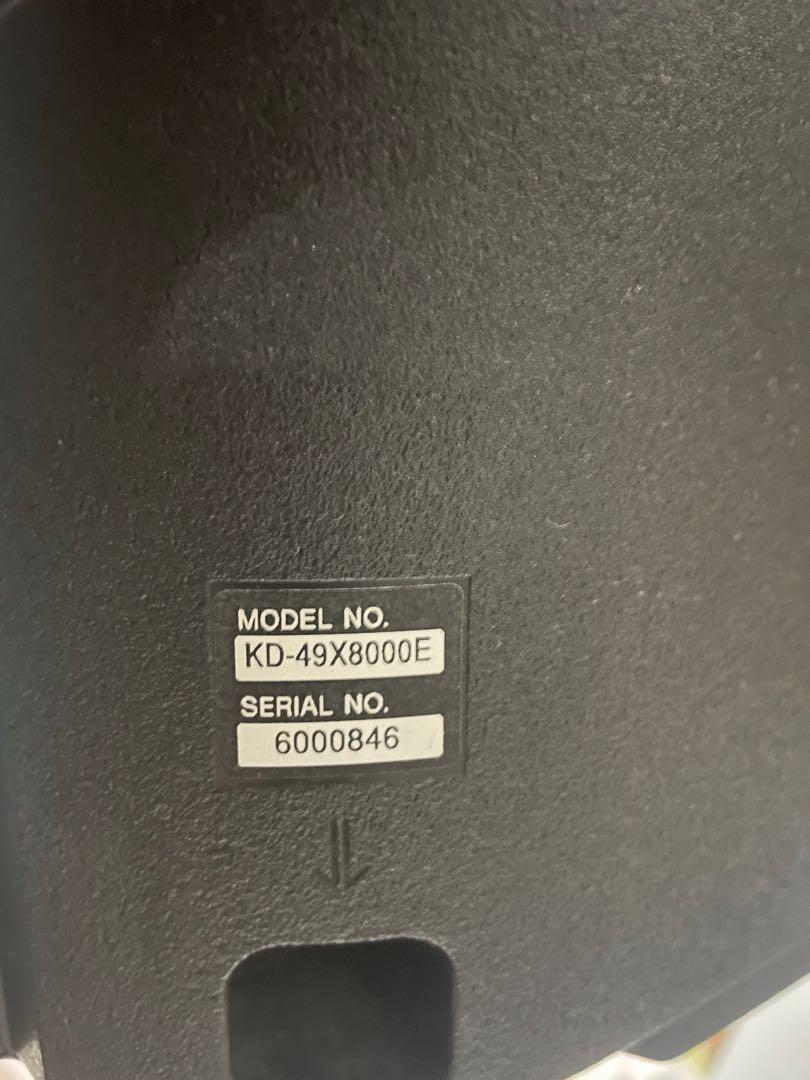 MODEL NO.
KD-49X8000E
SERIAL NO.
6000846